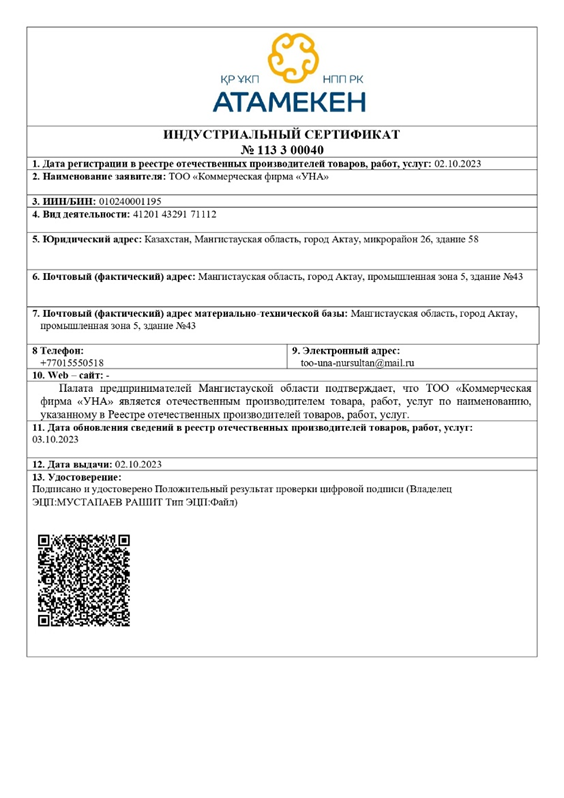 ҚР ҰКП НПП РК
АТАМЕКЕН
ИНДУСТРИАЛЬНЫЙ СЕРТИФИКАТ
№ 113 3 00040
1. Дата регистрации в реестре отечественных производителей товаров, работ, услуг: 02.10.2023
2. Наименование заявителя: ТОО «Коммерческая фирма «УНА»
3. ИИН/БИН: 010240001195
4. Вид деятельности: 41201 43291 71112
5. Юридический адрес: Казахстан, Мангистауская область, город Актау, микрорайон 26, здание 58
6. Почтовый (фактический) адрес: Мангистауская область, город Актау, промышленная зона 5, здание №43
7. Почтовый (фактический) адрес материально-технической базы: Мангистауская область, город Актау,
промышленная зона 5, здание №43
8 Телефон:
+77015550518
9. Электронный адрес:
too-una-nursultan@mail.ru
10. Web – сайт: -
Палата предпринимателей Мангистауской области подтверждает, что ТОО «Коммерческая
фирма «УНА» является отечественным производителем товара, работ, услуг по наименованию,
указанному в Реестре отечественных производителей товаров, работ, услуг.
11. Дата обновления сведений в реестр отечественных производителей товаров, работ, услуг:
03.10.2023
12. Дата выдачи: 02.10.2023
13. Удостоверение:
Подписано и удостоверено Положительный результат проверки цифровой подписи (Владелец
ЭЦП:МУСТАПАЕВ РАШИТ Тип ЭЦП:Файл)